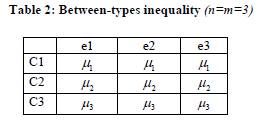 Table 2: Between-types inequality (n=m=3)
e1 e2 e3
C1 μ₁ μ₁ μ₁
C2 μ₂ μ₂ μ₂
C3 μ₃ μ₃ μ₃